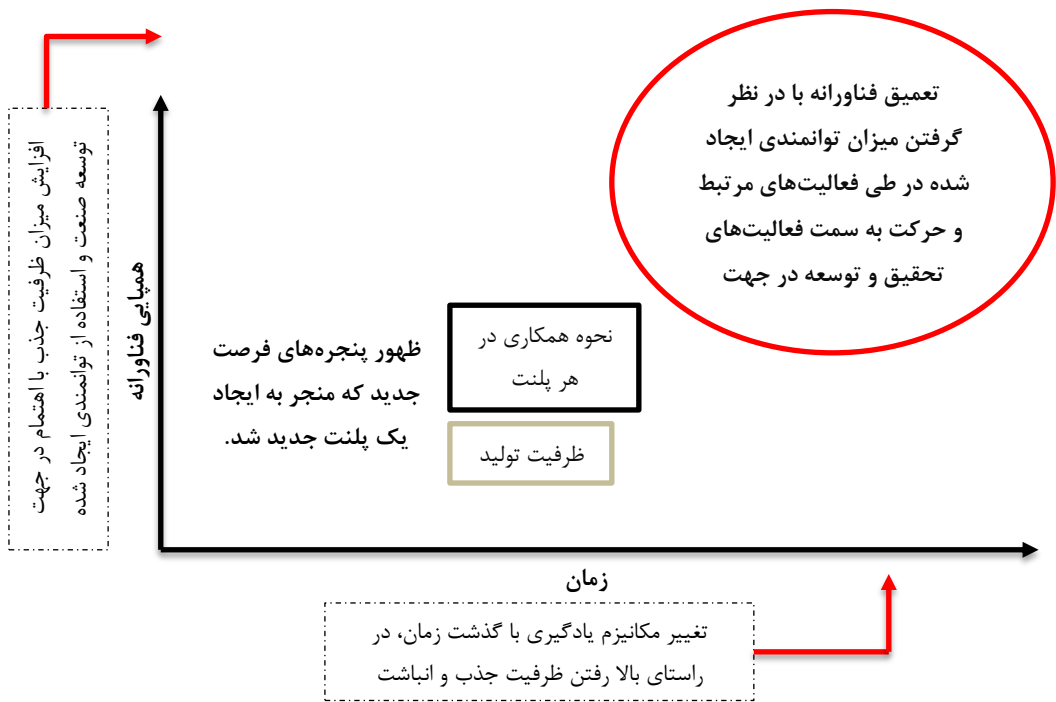 تعمیق فناورانه با در نظر
گرفتن میزان توانمندی ایجاد
شده در طی فعالیت‌های مرتبط
و حرکت به سمت فعالیت‌های
تحقیق و توسعه در جهت
افزایش میزان ظرفیت جذب با اهتمام در جهت
توسعه صنعت و استفاده از توانمندی ایجاد شده
همپایی فناورانه
نحوه همکاری در
هر پلنت
ظرفیت تولید
ظهور پنجره‌های فرصت
جدید که منجر به ایجاد
یک پلنت جدید شد.
زمان
تغییر مکانیزم یادگیری با گذشت زمان، در
راستای بالا رفتن ظرفیت جذب و انباشت